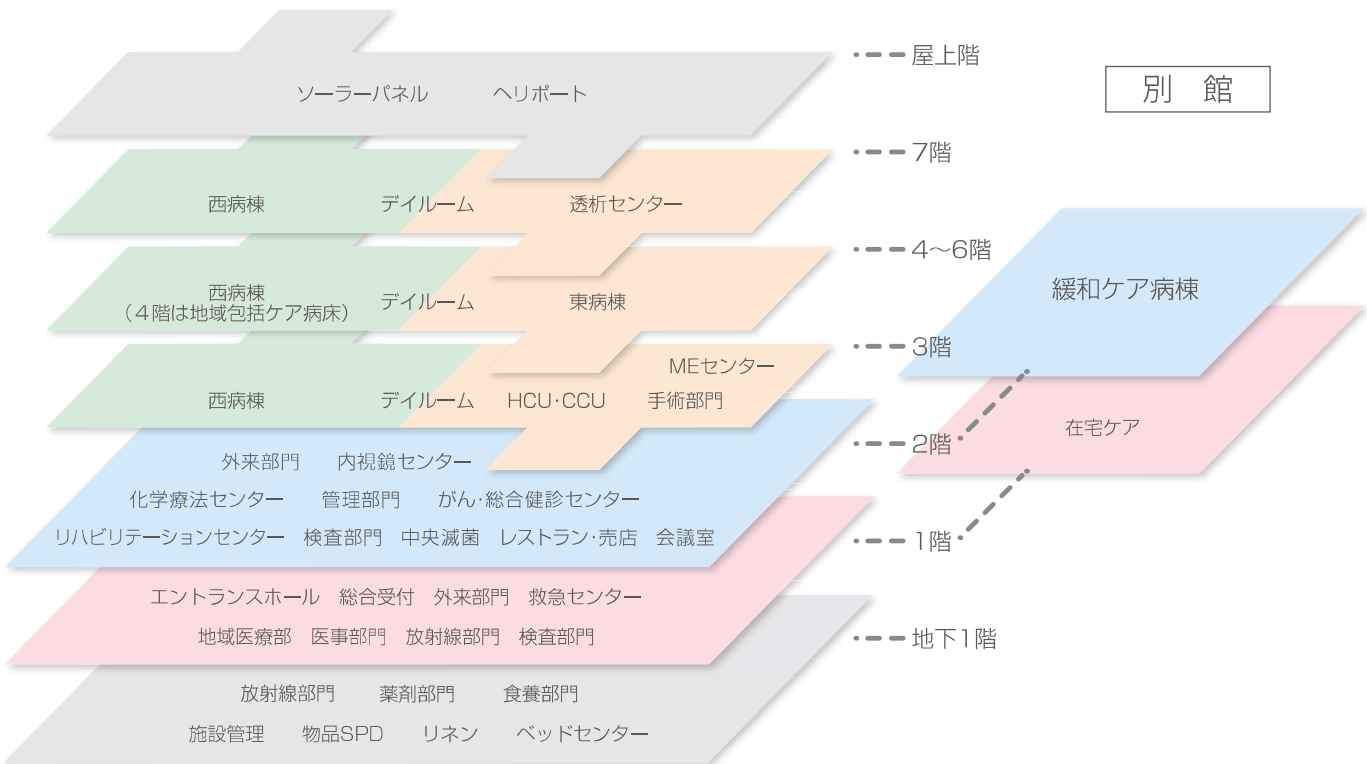 屋上階
ソーラーパネル ヘリポート
別 館
7階
西病棟 デイルーム 透析センター
4〜6階
西病棟
（４階は地域包括ケア病床） デイルーム 東病棟
緩和ケア病棟
3階
MEセンター
西病棟 デイルーム HCU･CCU 手術部門
在宅ケア
2階
外来部門 内視鏡センター
化学療法センター 管理部門 がん･総合健診センター
リハビリテーションセンター 検査部門 中央滅菌 レストラン･売店 会議室
1階
エントランスホール 総合受付 外来部門 救急センター
地域医療部 医事部門 放射線部門 検査部門
地下1階
放射線部門 薬剤部門 食養部門
施設管理 物品SPD リネン ベッドセンター